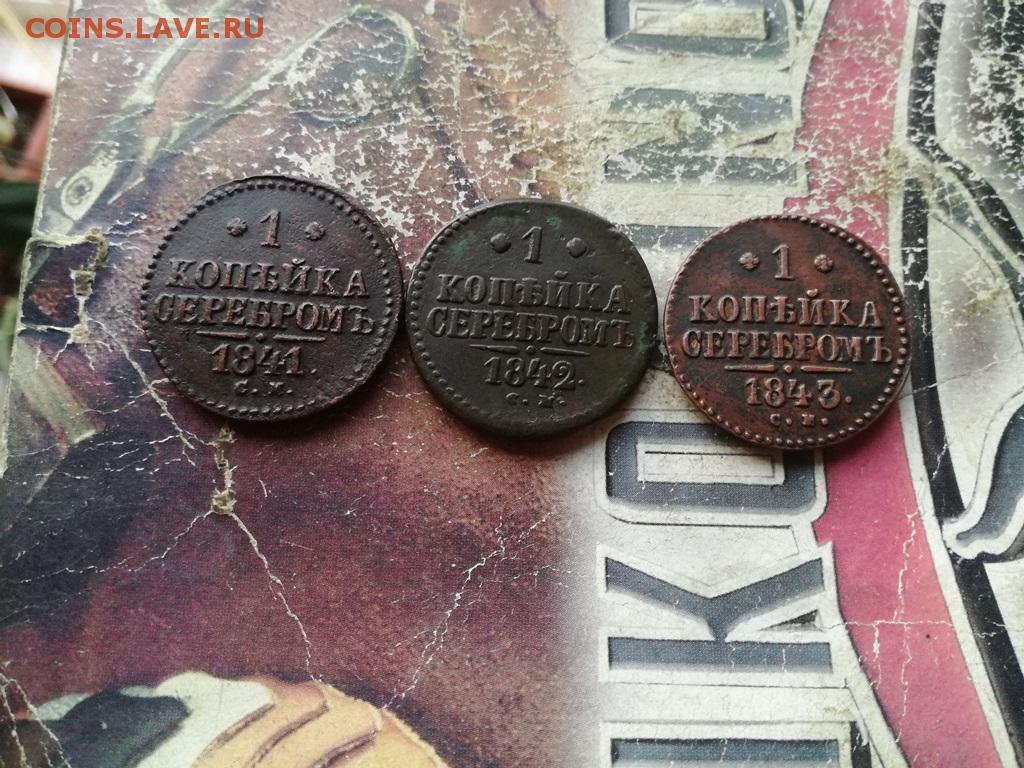 COINS.LAVE.RU
1
КОПѢЙКА
СЕРЕБРОМЪ
1841.
С. М.
1
КОПѢЙКА
СЕРЕБРОМЪ
1842.
С. М.
1
КОПѢЙКА
СЕРЕБРОМЪ
1843.